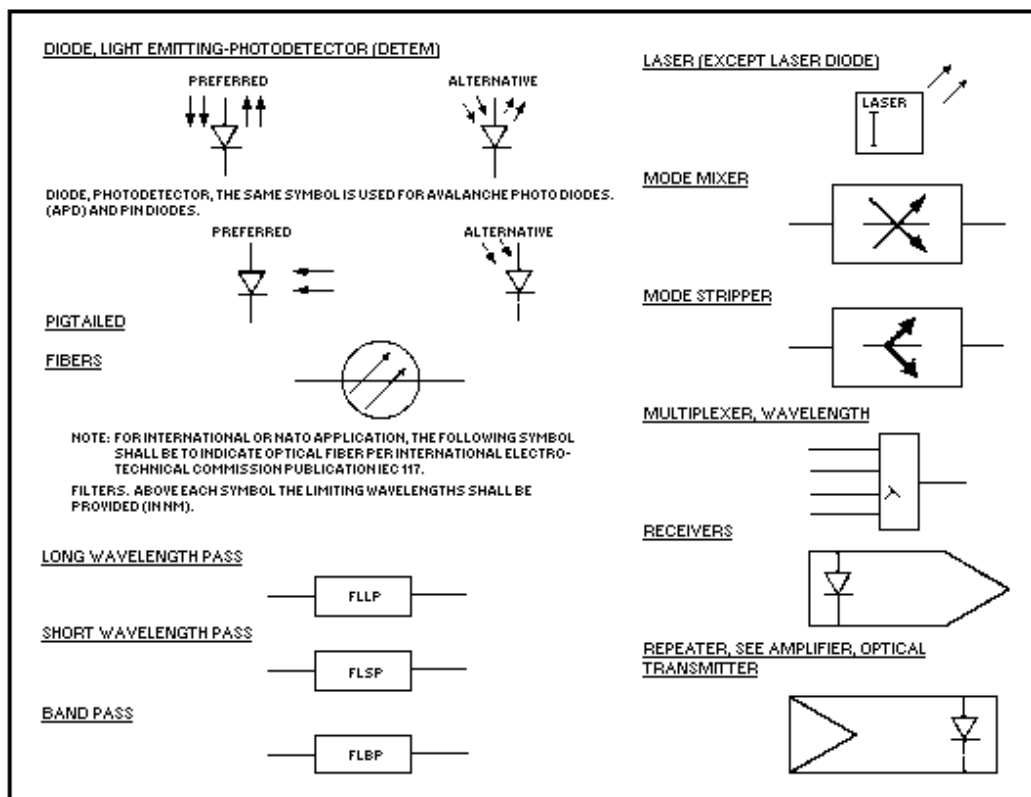 DIODE, LIGHT EMITTING-PHOTODETECTOR (DETEM)
PREFERRED
ALTERNATIVE
DIODE, PHOTODETECTOR, THE SAME SYMBOL IS USED FOR AVALANCHE PHOTO DIODES.
(APD) AND PIN DIODES.
PREFERRED
ALTERNATIVE
PIGTAILED
FIBERS
NOTE: FOR INTERNATIONAL OR NATO APPLICATION, THE FOLLOWING SYMBOL
SHALL BE TO INDICATE OPTICAL FIBER PER INTERNATIONAL ELECTRO-
TECHNICAL COMMISSION PUBLICATION IEC 117.
FILTERS. ABOVE EACH SYMBOL THE LIMITING WAVELENGTHS SHALL BE
PROVIDED (IN NM).
LONG WAVELENGTH PASS
FLLP
SHORT WAVELENGTH PASS
FLSP
BAND PASS
FLBP
LASER (EXCEPT LASER DIODE)
LASER
MODE MIXER
MODE STRIPPER
MULTIPLEXER, WAVELENGTH
RECEIVERS
REPEATER, SEE AMPLIFIER, OPTICAL
TRANSMITTER